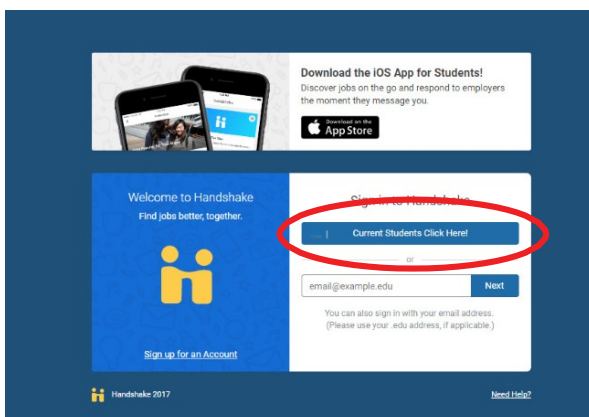 Download the iOS App for Students!
Discover jobs on the go and respond to employers
the moment they message you.
Download on the
App Store
Welcome to Handshake
Find jobs better, together.
Sign up for an Account
Sign in to Handshake
Current Students Click Here!
or
email@example.edu
Next
You can also sign in with your email address.
(Please use your .edu address, if applicable.)
Handshake 2017
Need Help?